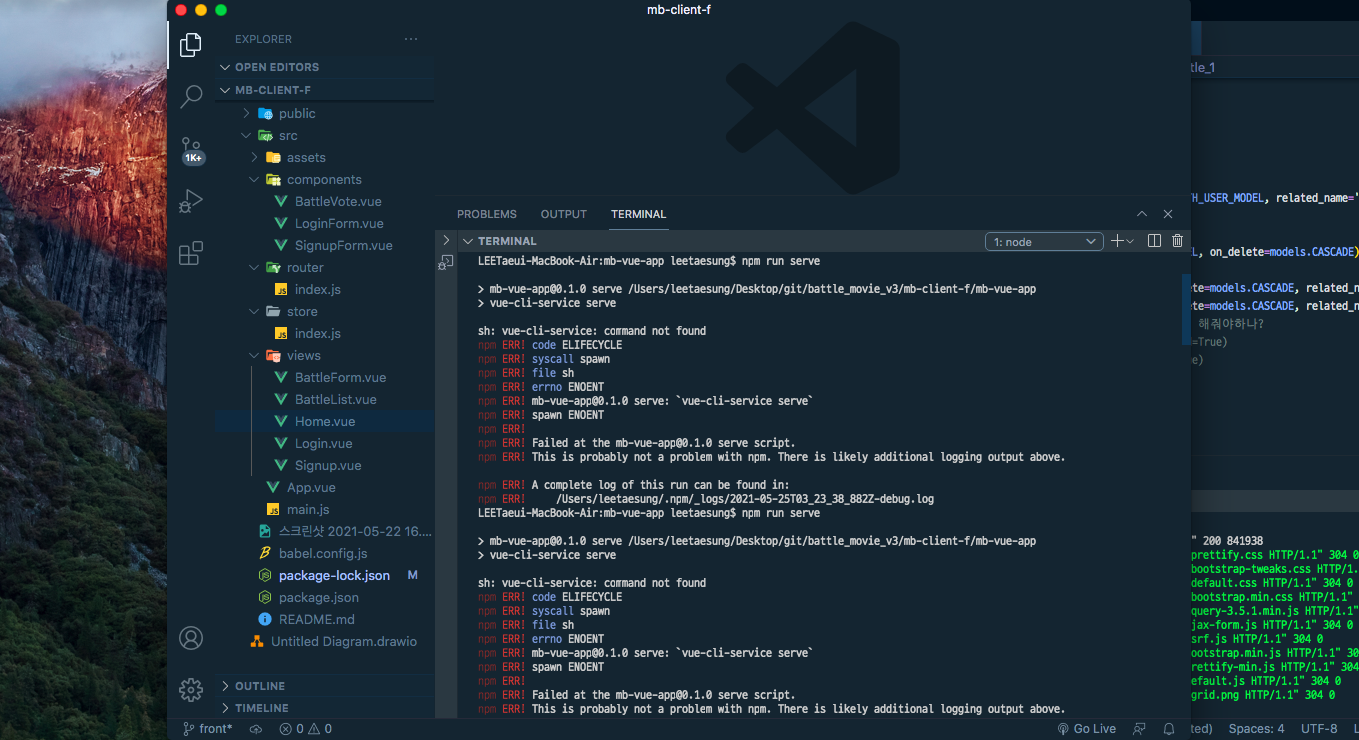 mb-client-f
EXPLORER
OPEN EDITORS
MB-CLIENT-F
public
src
assets
components
BattleVote.vue
LoginForm.vue
SignupForm.vue
router
JS index.js
store
JS index.js
views
BattleForm.vue
BattleList.vue
Home.vue
Login.vue
Signup.vue
App.vue
JS main.js
스크린샷 2021-05-22 16....
babel.config.js
package-lock.json M
package.json
README.md
Untitled Diagram.drawio
OUTLINE
TIMELINE
1K+
PROBLEMS OUTPUT TERMINAL
TERMINAL
1: node
LEETaeui-MacBook-Air:mb-vue-app leetaesung$ npm run serve
> mb-vue-app@0.1.0 serve /Users/leetaesung/Desktop/git/battle_movie_v3/mb-client-f/mb-vue-app
> vue-cli-service serve
sh: vue-cli-service: command not found
npm ERR! code ELIFECYCLE
npm ERR! syscall spawn
npm ERR! file sh
npm ERR! errno ENOENT
npm ERR! mb-vue-app@0.1.0 serve: `vue-cli-service serve`
npm ERR! spawn ENOENT
npm ERR!
npm ERR! Failed at the mb-vue-app@0.1.0 serve script.
npm ERR! This is probably not a problem with npm. There is likely additional logging output above.
npm ERR! A complete log of this run can be found in:
npm ERR!     /Users/leetaesung/.npm/_logs/2021-05-25T03_23_38_882Z-debug.log
LEETaeui-MacBook-Air:mb-vue-app leetaesung$ npm run serve
> mb-vue-app@0.1.0 serve /Users/leetaesung/Desktop/git/battle_movie_v3/mb-client-f/mb-vue-app
> vue-cli-service serve
sh: vue-cli-service: command not found
npm ERR! code ELIFECYCLE
npm ERR! syscall spawn
npm ERR! file sh
npm ERR! errno ENOENT
npm ERR! mb-vue-app@0.1.0 serve: `vue-cli-service serve`
npm ERR! spawn ENOENT
npm ERR!
npm ERR! Failed at the mb-vue-app@0.1.0 serve script.
npm ERR! This is probably not a problem with npm. There is likely additional logging output above.
front* 0 0
Go Live
tle_1
H_USER_MODEL, related_name='
L, on_delete=models.CASCADE)
te=models.CASCADE, related_n
te=models.CASCADE, related_n
해줘야하나?
=True)
e)
" 200 841938
prettify.css HTTP/1.1" 304 0
bootstrap-tweaks.css HTTP/1.
default.css HTTP/1.1" 304 0
bootstrap.min.css HTTP/1.1"
query-3.5.1.min.js HTTP/1.1"
jax-form.js HTTP/1.1" 304 0
srf.js HTTP/1.1" 304 0
ootstrap.min.js HTTP/1.1" 30
rettify-min.js HTTP/1.1" 304
efault.js HTTP/1.1" 304 0
grid.png HTTP/1.1" 304 0
ted) Spaces: 4 UTF-8 L